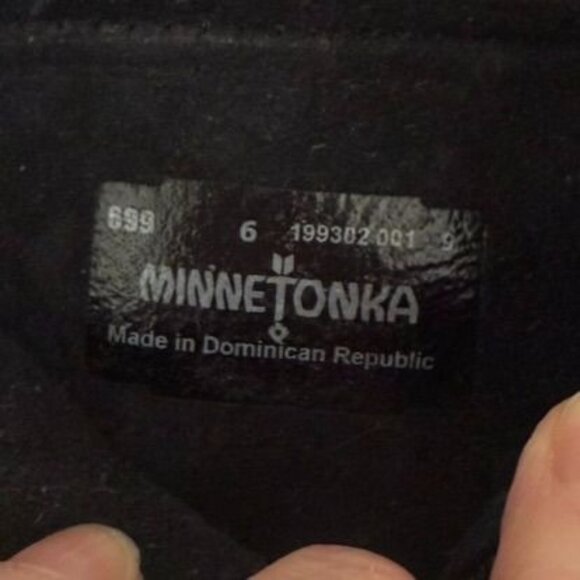 699 6 199302 001 9
MINNETONKA
Made in Dominican Republic